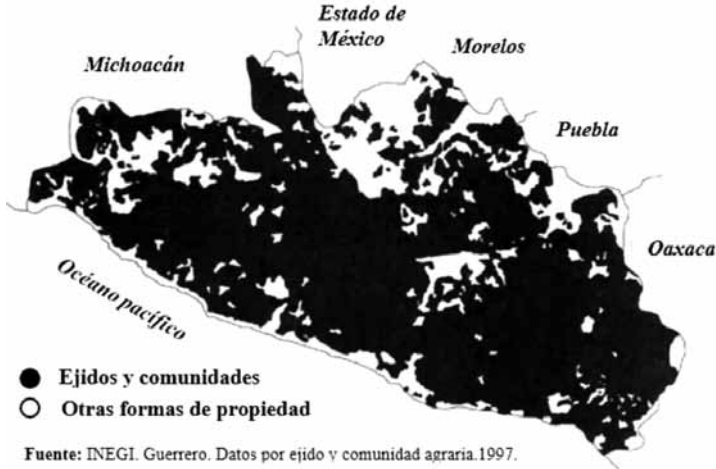 Estado de
México
Morelos
Michoacán
Puebla
Oaxaca
Océano pacífico
Ejidos y comunidades
Otras formas de propiedad
Fuente: INEGI. Guerrero. Datos por ejido y comunidad agraria.1997.